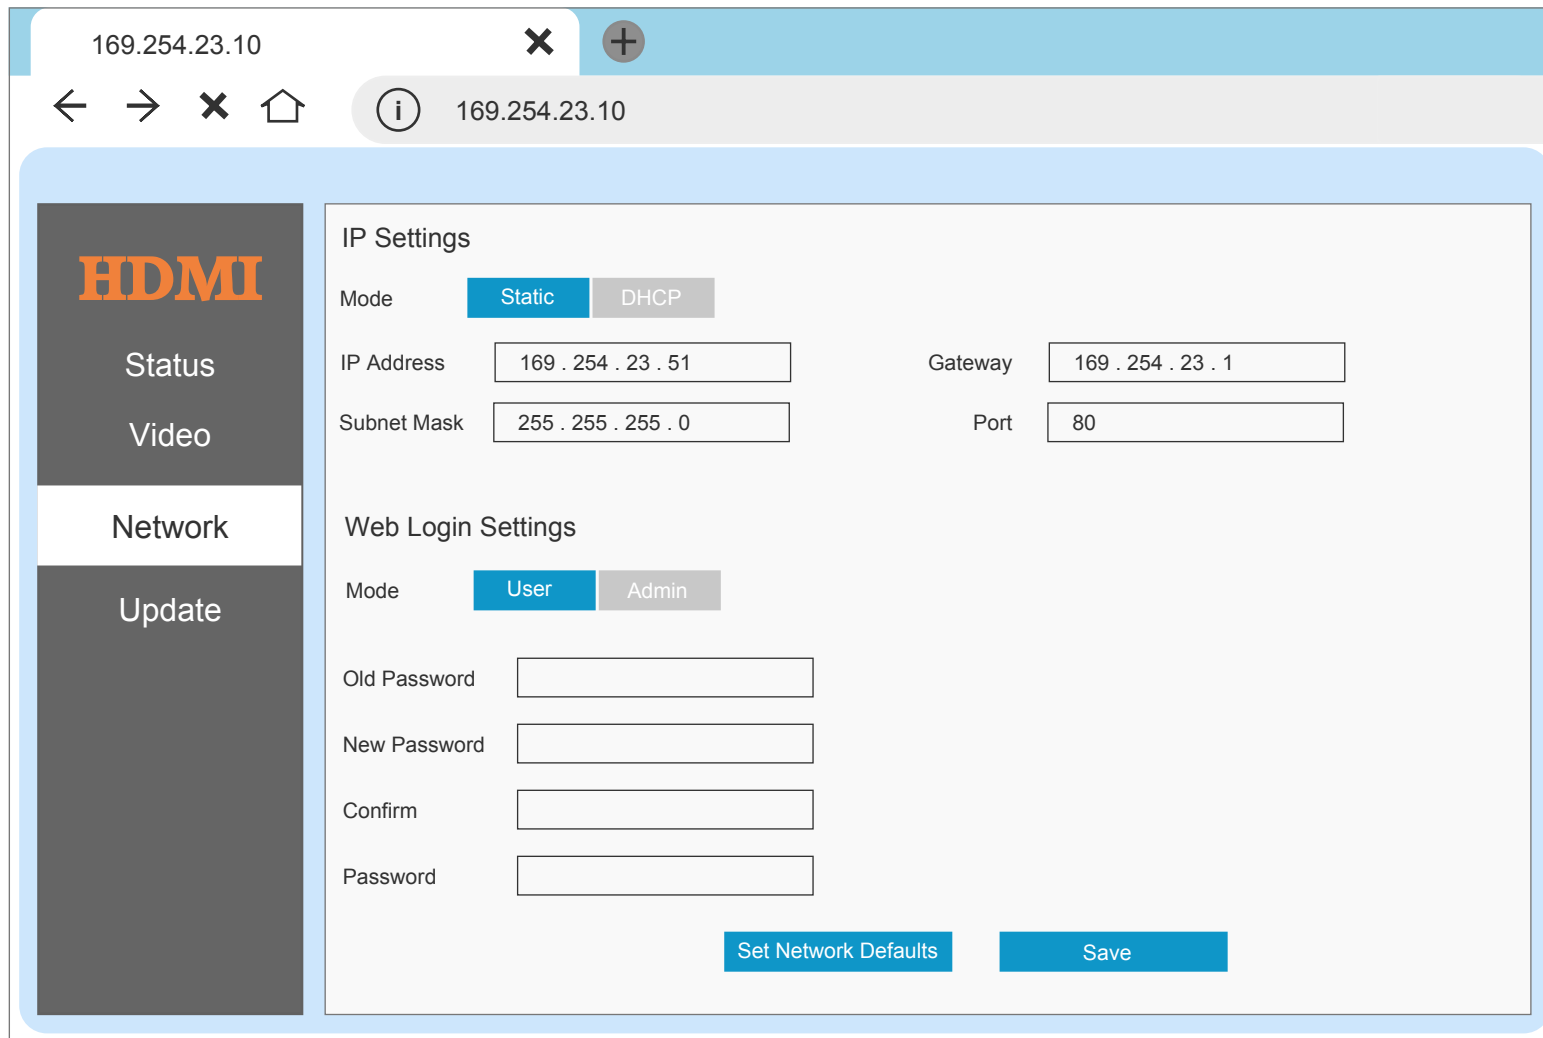 169.254.23.10
i 169.254.23.10
HDMI
Status
Video
Network
Update
IP Settings
Mode Static DHCP
IP Address 169 . 254 . 23 . 51 Gateway 169 . 254 . 23 . 1
Subnet Mask 255 . 255 . 255 . 0 Port 80
Web Login Settings
Mode User Admin
Old Password
New Password
Confirm
Password
Set Network Defaults Save